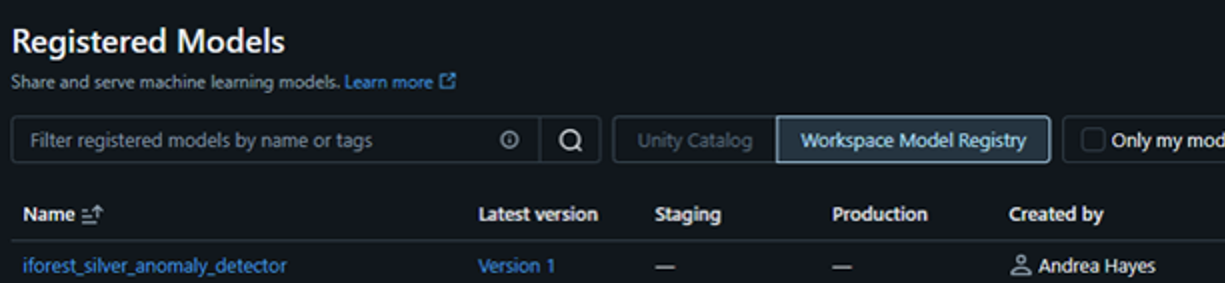 Registered Models
Share and serve machine learning models. Learn more
Filter registered models by name or tags
Unity Catalog
Workspace Model Registry
Only my mod
Name
Latest version
Staging
Production
Created by
iforest_silver_anomaly_detector
Version 1
—
—
Andrea Hayes